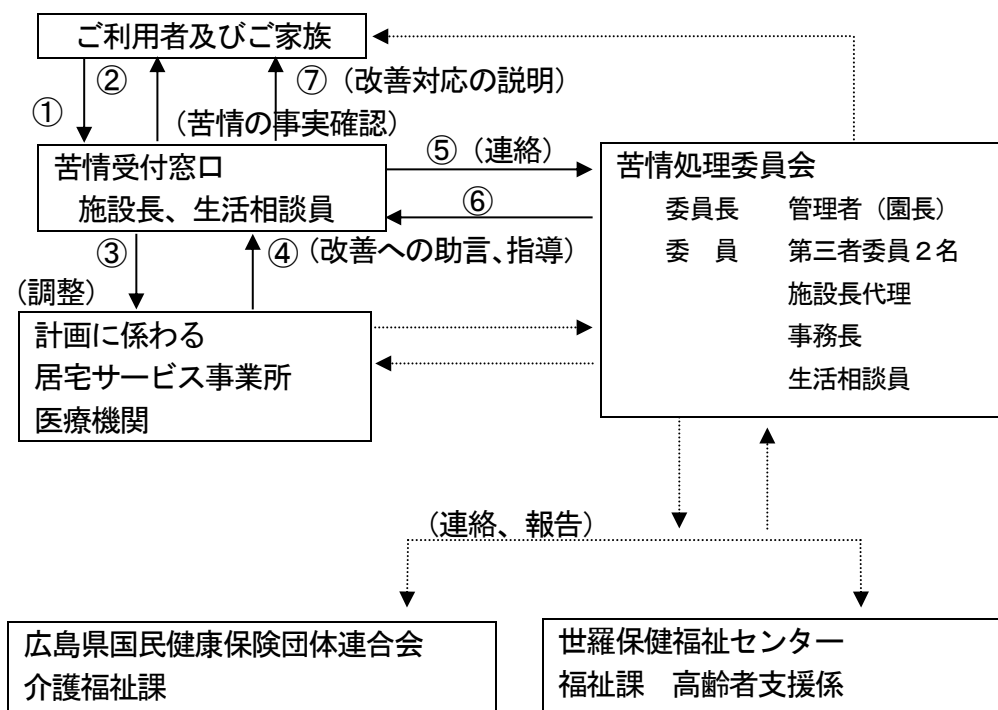 ご利用者及びご家族
②
⑦（改善対応の説明）
①
（苦情の事実確認）
苦情受付窓口
施設長、生活相談員
⑤（連絡）
⑥
苦情処理委員会
委員長　管理者（園長）
委　員　第三者委員２名
施設長代理
事務長
生活相談員
③
④（改善への助言、指導）
（調整）
計画に係わる
居宅サービス事業所
医療機関
（連絡、報告）
広島県国民健康保険団体連合会
介護福祉課
世羅保健福祉センター
福祉課　高齢者支援係